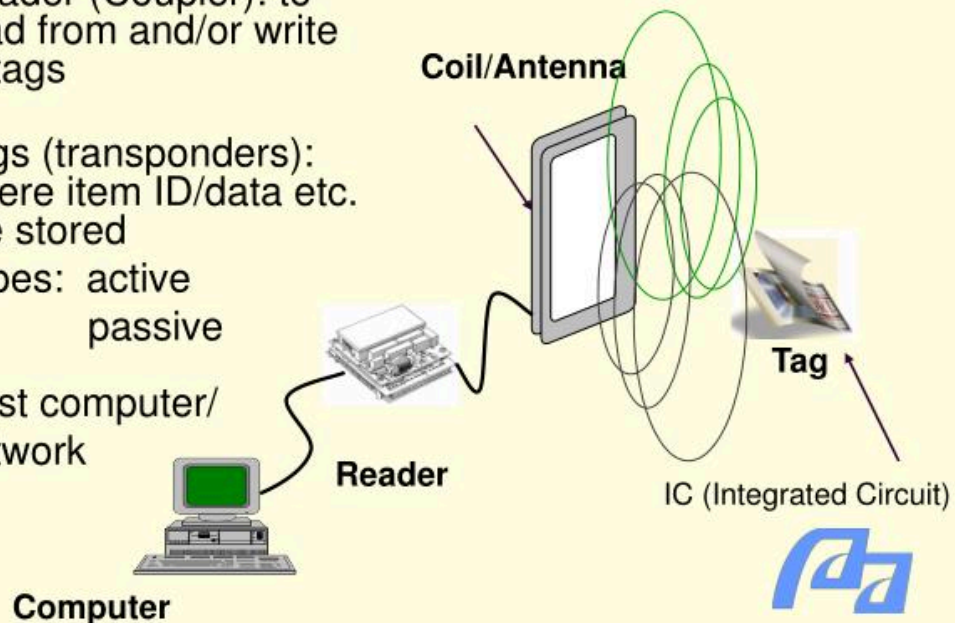 ader (Coupler): to
ad from and/or write
tags
Coil/Antenna
gs (transponders):
ere item ID/data etc.
e stored
pes: active
passive
Tag
st computer/
twork
Reader
IC (Integrated Circuit)
Computer